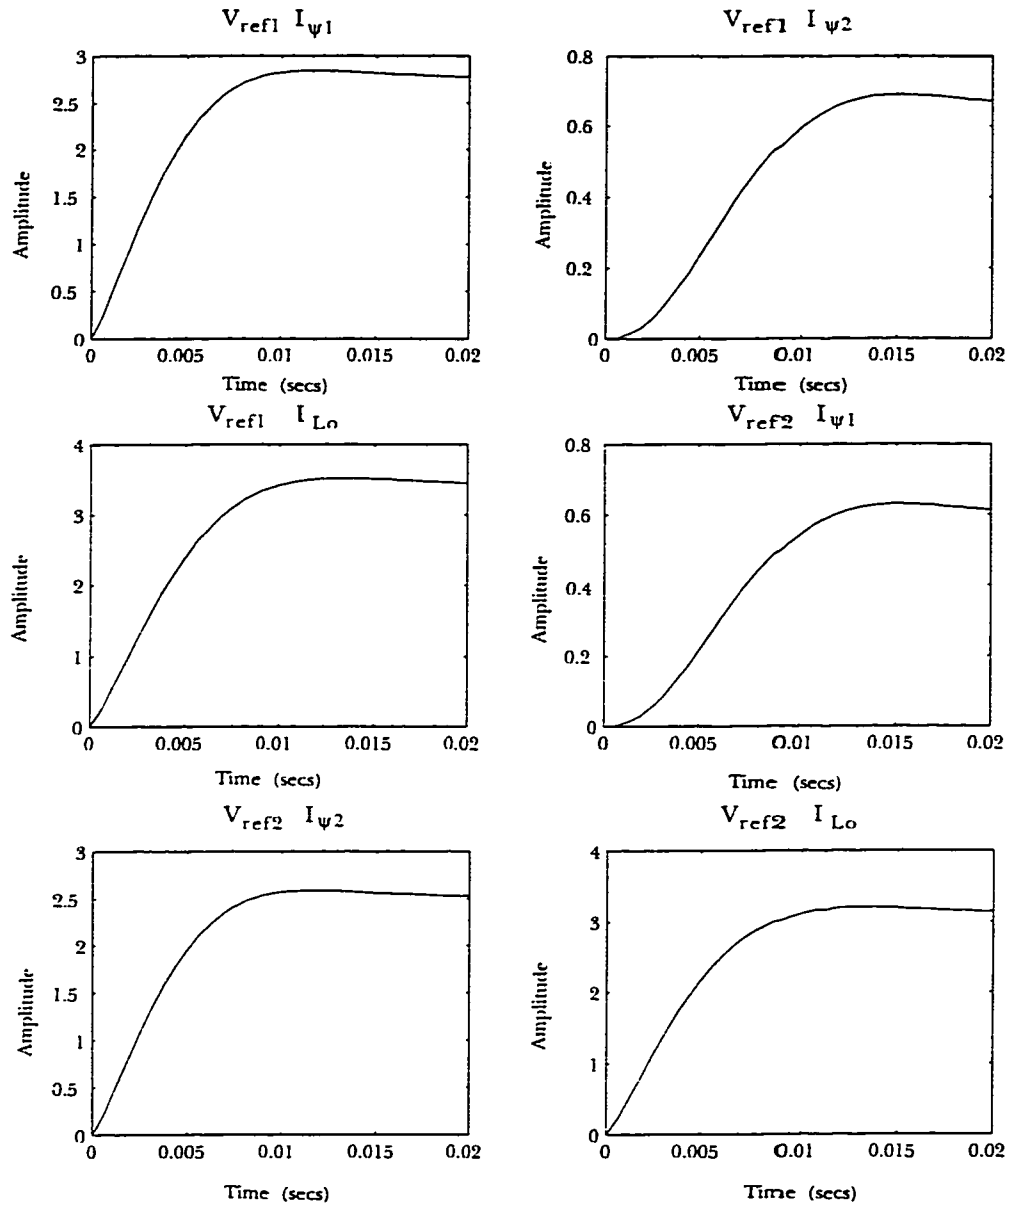 V_ref1 I_ψ1
3
2.5
2
1.5
1
0.5
0
Amplitude
0 0.005 0.01 0.015 0.02
Time (secs)
V_ref1 I_ψ2
0.8
0.6
0.4
0.2
0
Amplitude
0 0.005 0.01 0.015 0.02
Time (secs)
V_ref1 I_Lo
4
3
2
1
0
Amplitude
0 0.005 0.01 0.015 0.02
Time (secs)
V_ref2 I_ψ1
0.8
0.6
0.4
0.2
0
Amplitude
0 0.005 0.01 0.015 0.02
Time (secs)
V_ref2 I_ψ2
3
2.5
2
1.5
1
0.5
0
Amplitude
0 0.005 0.01 0.015 0.02
Time (secs)
V_ref2 I_Lo
4
3
2
1
0
Amplitude
0 0.005 0.01 0.015 0.02
Time (secs)